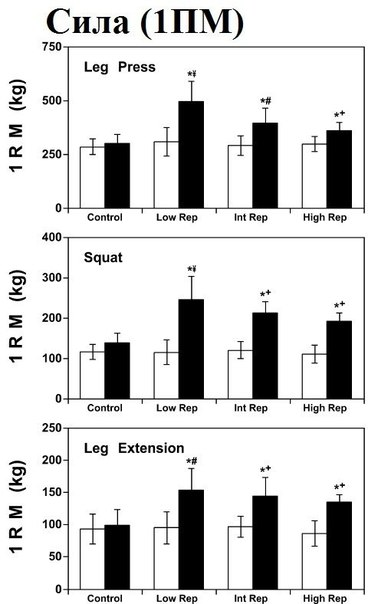 Сила (1ПМ)
750
Leg Press
500
250
0
1 R M (kg)
*¥
*#
*+
Control Low Rep Int Rep High Rep
400
Squat
300
200
100
0
1 R M (kg)
*¥
*+
*+
Control Low Rep Int Rep High Rep
250
Leg Extension
200
150
100
50
0
1 R M (kg)
*#
*+
*+
Control Low Rep Int Rep High Rep